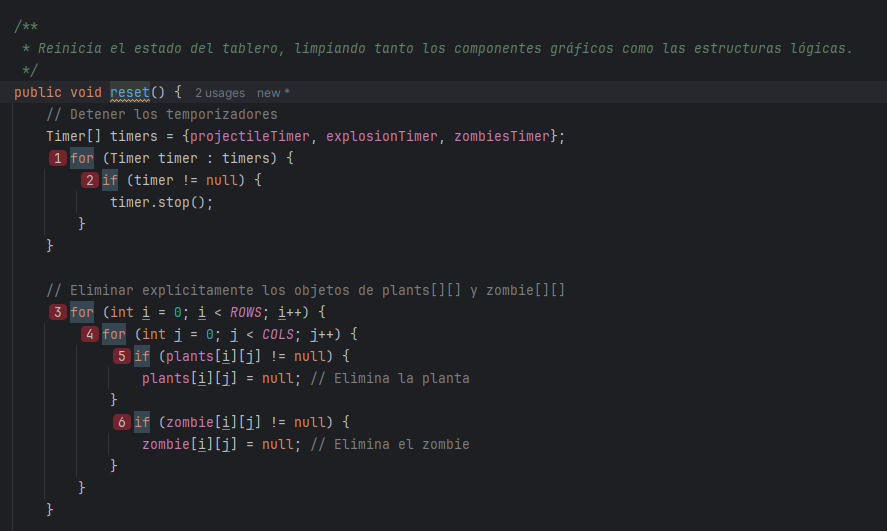 /**
 * Reinicia el estado del tablero, limpiando tanto los componentes gráficos como las estructuras lógicas.
 */
public void reset() { 2 usages new *
    // Detener los temporizadores
    Timer[] timers = {projectileTimer, explosionTimer, zombiesTimer};
1 for (Timer timer : timers) {
2 if (timer != null) {
            timer.stop();
        }
    }
    // Eliminar explícitamente los objetos de plants[][] y zombie[][]
3 for (int i = 0; i < ROWS; i++) {
4 for (int j = 0; j < COLS; j++) {
5 if (plants[i][j] != null) {
                plants[i][j] = null; // Elimina la planta
            }
6 if (zombie[i][j] != null) {
                zombie[i][j] = null; // Elimina el zombie
            }
        }
    }